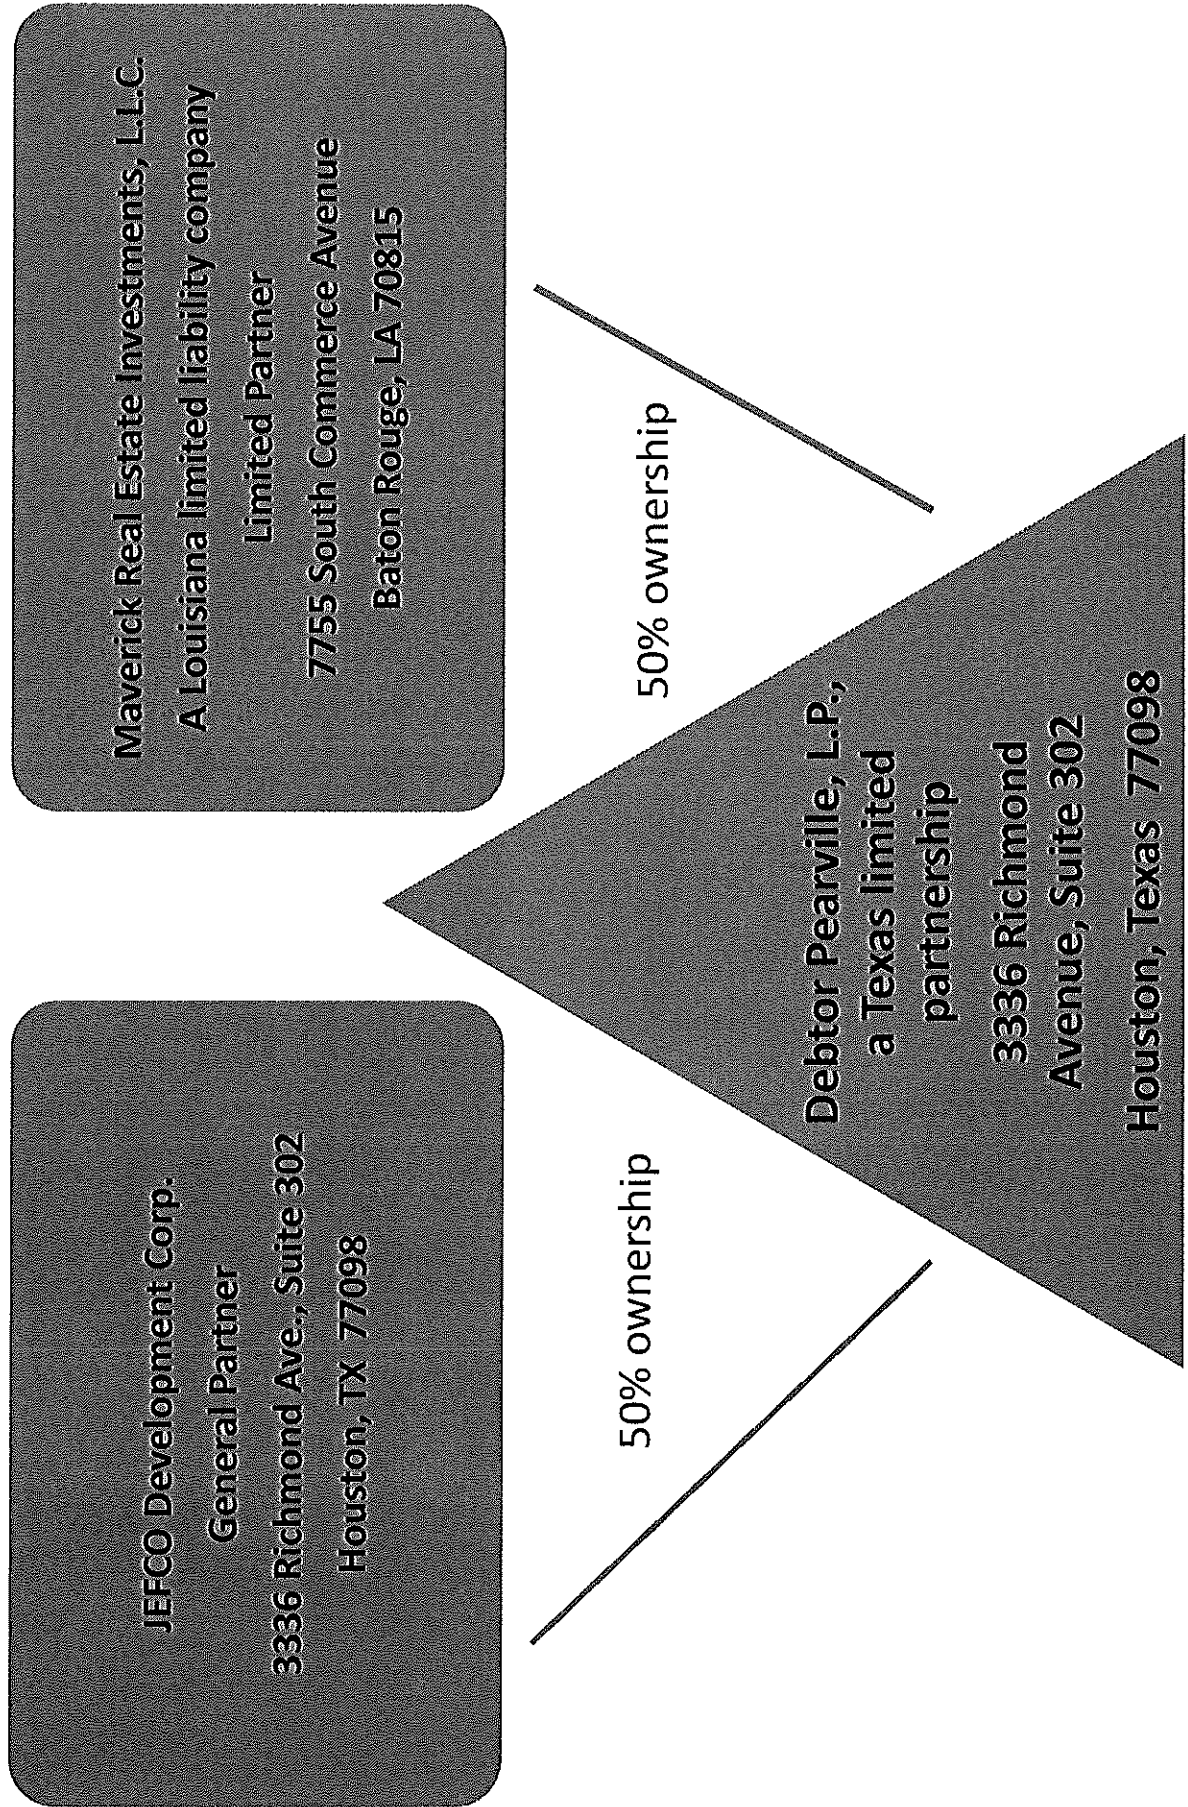 JEFCO Development Corp.
General Partner
3336 Richmond Ave., Suite 302
Houston, TX 77098
Maverick Real Estate Investments, L.L.C.
A Louisiana limited liability company
Limited Partner
7755 South Commerce Avenue
Baton Rouge, LA 70815
50% ownership
50% ownership
Debtor Pearville, L.P.,
a Texas limited
partnership
3336 Richmond
Avenue, Suite 302
Houston, Texas 77098